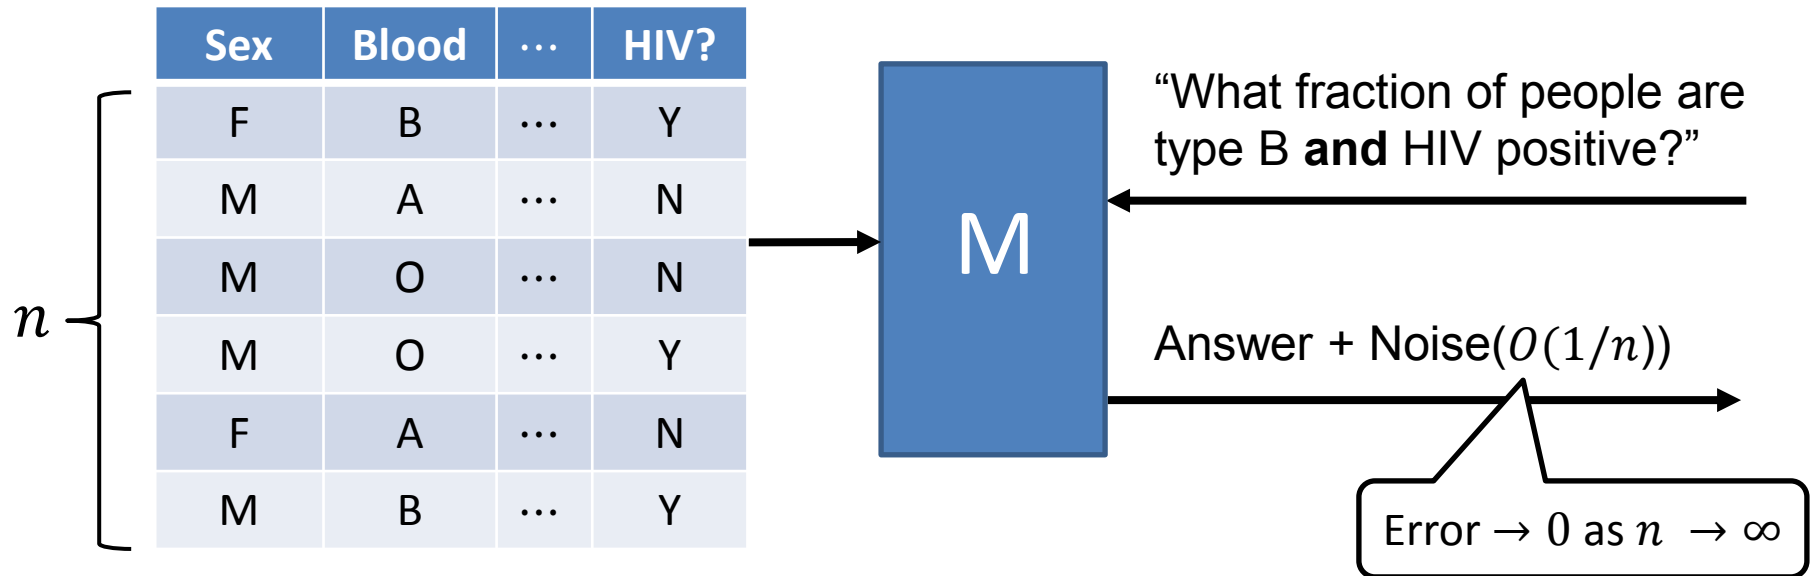 Sex Blood ⋯ HIV?
F B ⋯ Y
M A ⋯ N
M O ⋯ N
M O ⋯ Y
F A ⋯ N
M B ⋯ Y
n
M
“What fraction of people are
type B and HIV positive?”
Answer + Noise(O(1/n))
Error → 0 as n → ∞